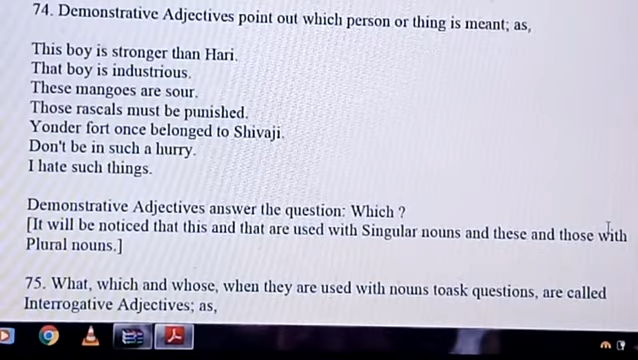 74. Demonstrative Adjectives point out which person or thing is meant; as,
This boy is stronger than Hari.
That boy is industrious.
These mangoes are sour.
Those rascals must be punished.
Yonder fort once belonged to Shivaji.
Don't be in such a hurry.
I hate such things.
Demonstrative Adjectives answer the question: Which ?
[It will be noticed that this and that are used with Singular nouns and these and those with
Plural nouns.]
75. What, which and whose, when they are used with nouns toask questions, are called
Interrogative Adjectives; as,